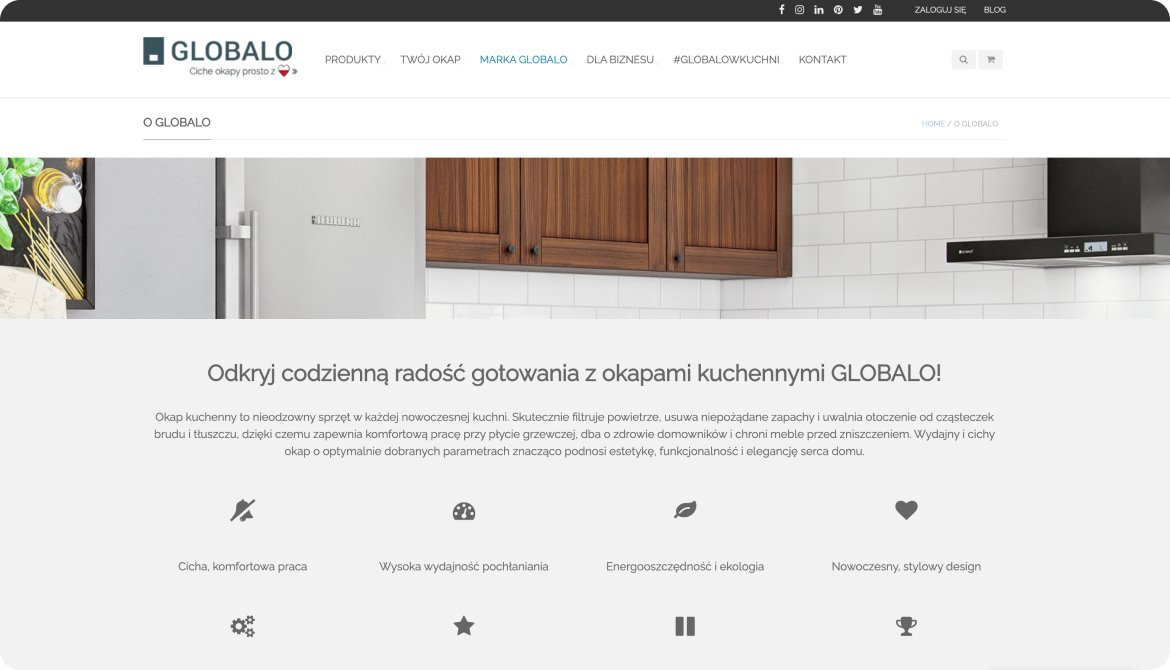 ZALOGUJ SIĘ BLOG
GLOBALO
Ciche okapy prosto z
PRODUKTY TWÓJ OKAP MARKA GLOBALO DLA BIZNESU #GLOBALOWKUCHNI KONTAKT
O GLOBALO
HOME / O GLOBALO
Odkryj codzienną radość gotowania z okapami kuchennymi GLOBALO!
Okap kuchenny to nieodzowny sprzęt w każdej nowoczesnej kuchni. Skutecznie filtruje powietrze, usuwa niepożądane zapachy i uwalnia otoczenie od cząsteczek
brudu i tłuszczu, dzięki czemu zapewnia komfortową pracę przy płycie grzewczej, dba o zdrowie domowników i chroni meble przed zniszczeniem. Wydajny i cichy
okap o optymalnie dobranych parametrach znacząco podnosi estetykę, funkcjonalność i elegancję serca domu.
Cicha, komfortowa praca
Wysoka wydajność pochłaniania
Energooszczędność i ekologia
Nowoczesny, stylowy design